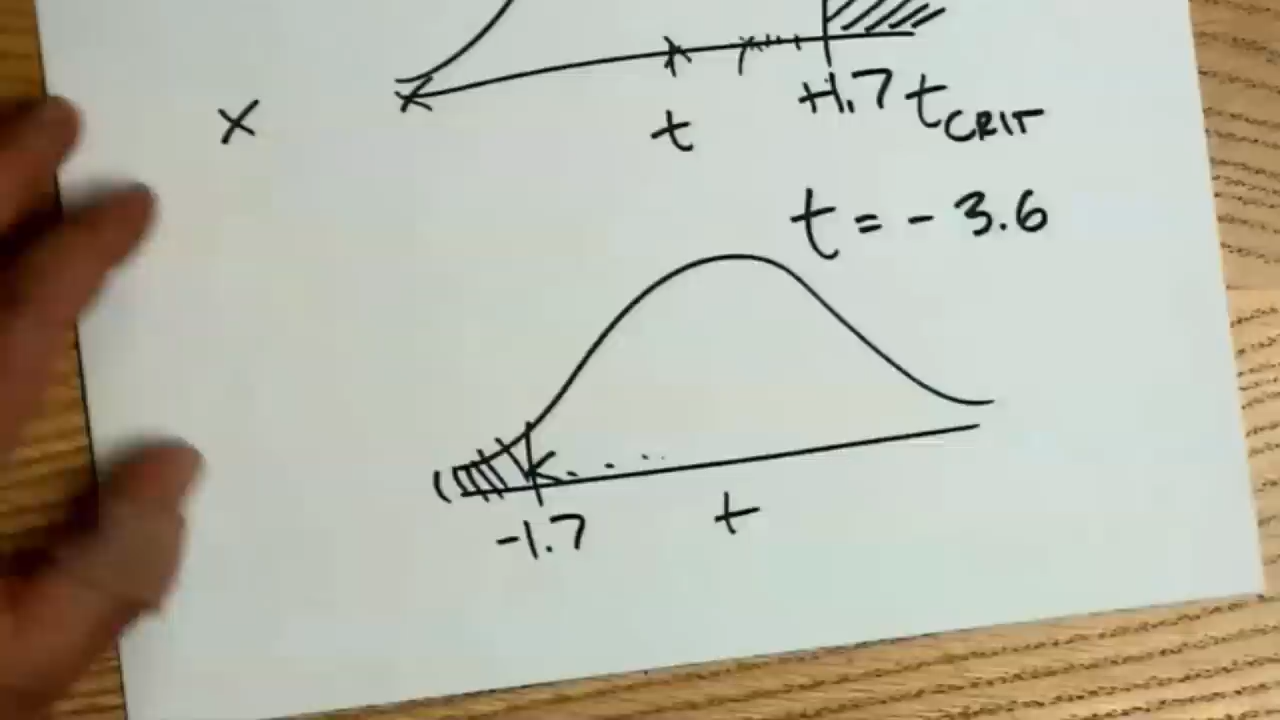 +1.7 tCRIT
x
t
t = - 3.6
-1.7
t